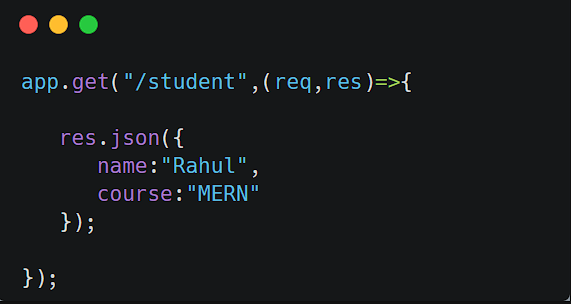 app.get("/student",(req,res)=>{
res.json({
name:"Rahul",
course:"MERN"
});
});